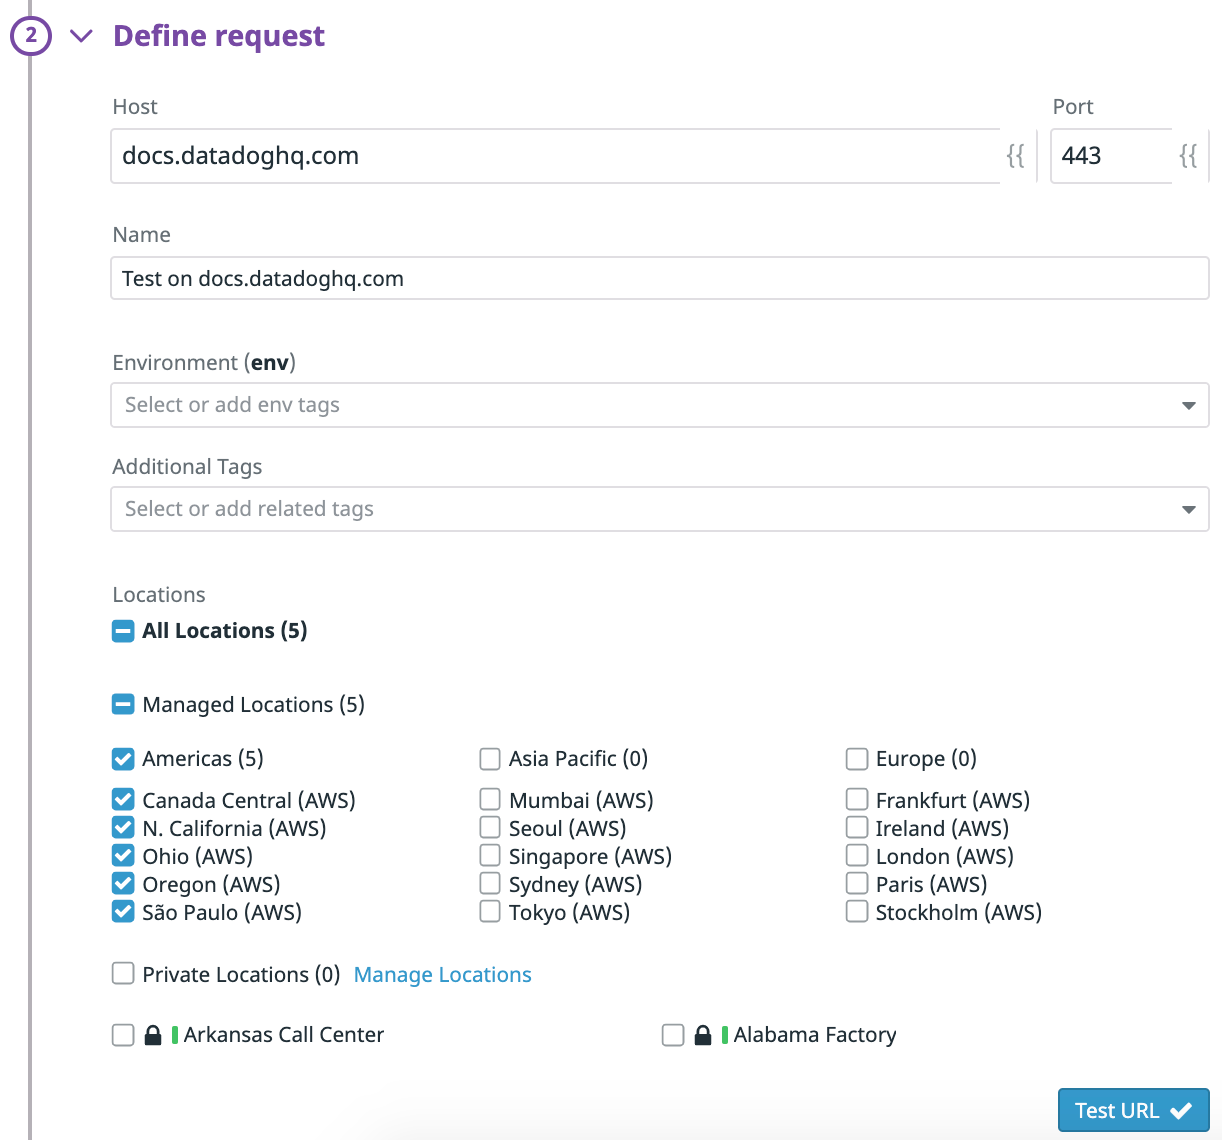 2 Define request
Host Port
docs.datadoghq.com {{ 443 {{
Name
Test on docs.datadoghq.com
Environment (env)
Select or add env tags
Additional Tags
Select or add related tags
Locations
All Locations (5)
Managed Locations (5)
Americas (5) Asia Pacific (0) Europe (0)
Canada Central (AWS) Mumbai (AWS) Frankfurt (AWS)
N. California (AWS) Seoul (AWS) Ireland (AWS)
Ohio (AWS) Singapore (AWS) London (AWS)
Oregon (AWS) Sydney (AWS) Paris (AWS)
São Paulo (AWS) Tokyo (AWS) Stockholm (AWS)
Private Locations (0) Manage Locations
Arkansas Call Center Alabama Factory
Test URL